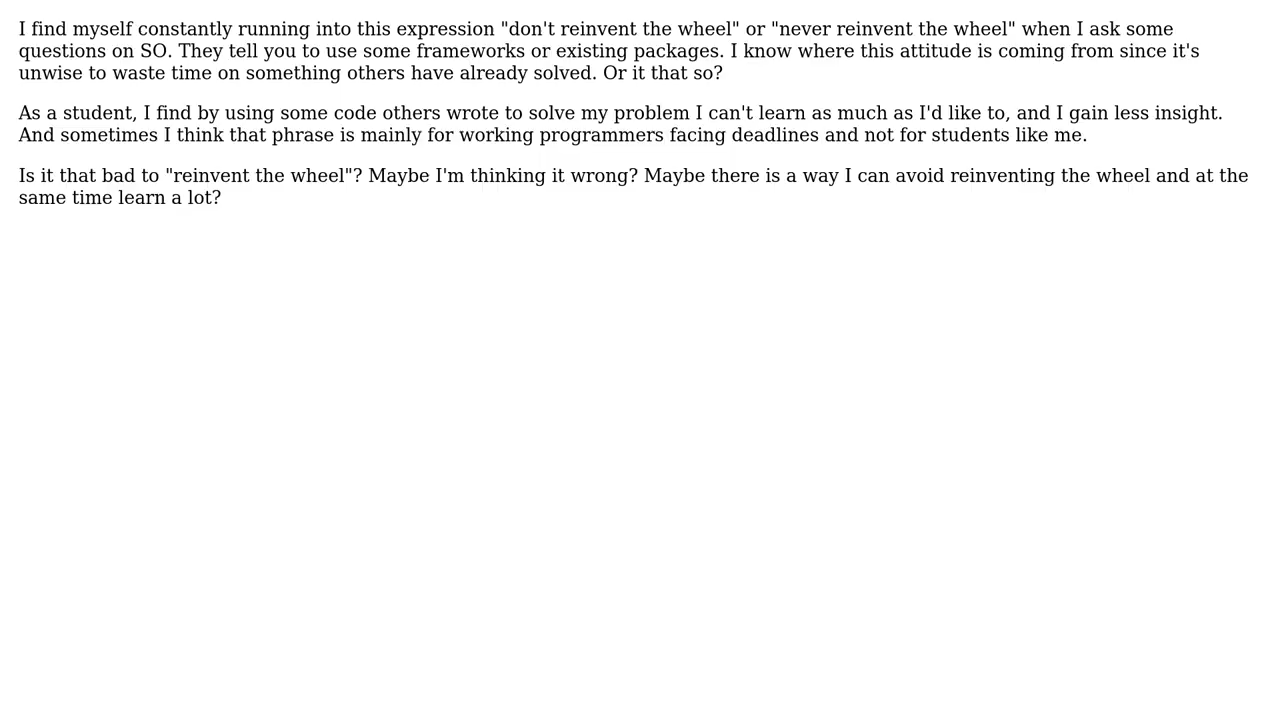 I find myself constantly running into this expression "don't reinvent the wheel" or "never reinvent the wheel" when I ask some
questions on SO. They tell you to use some frameworks or existing packages. I know where this attitude is coming from since it's
unwise to waste time on something others have already solved. Or it that so?
As a student, I find by using some code others wrote to solve my problem I can't learn as much as I'd like to, and I gain less insight.
And sometimes I think that phrase is mainly for working programmers facing deadlines and not for students like me.
Is it that bad to "reinvent the wheel"? Maybe I'm thinking it wrong? Maybe there is a way I can avoid reinventing the wheel and at the
same time learn a lot?